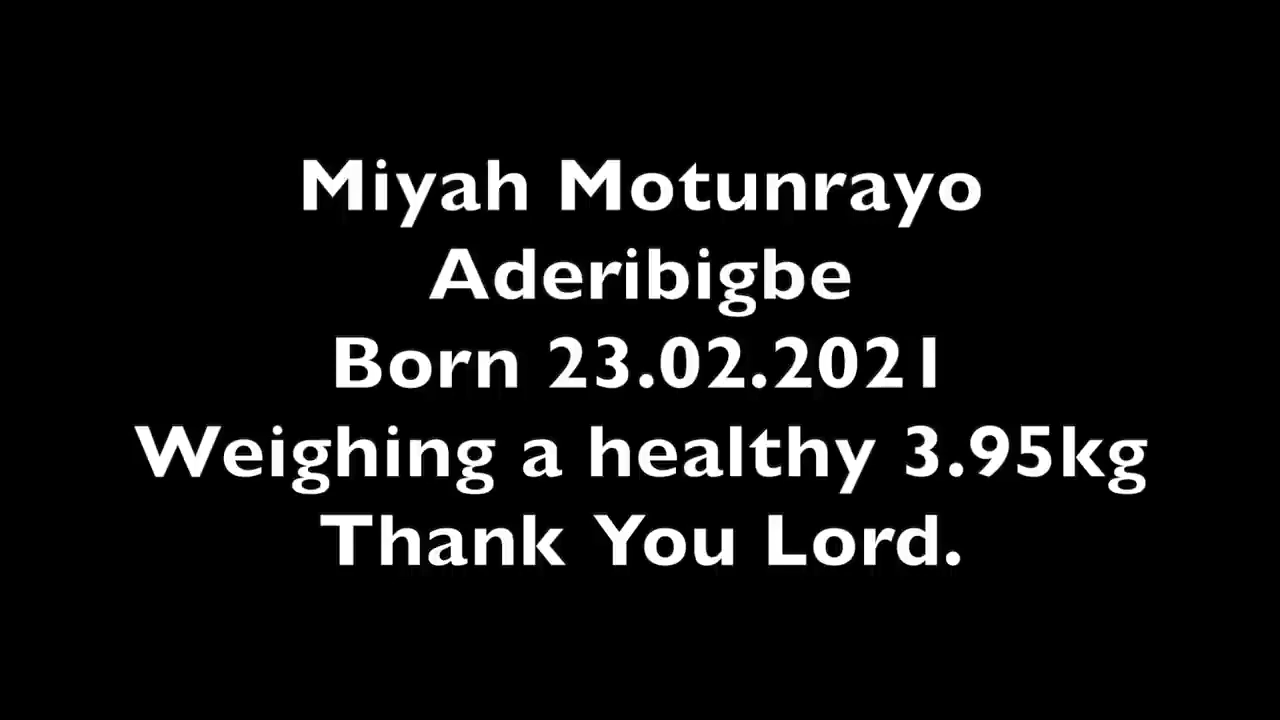 Miyah Motunrayo
Aderibigbe
Born 23.02.2021
Weighing a healthy 3.95kg
Thank You Lord.